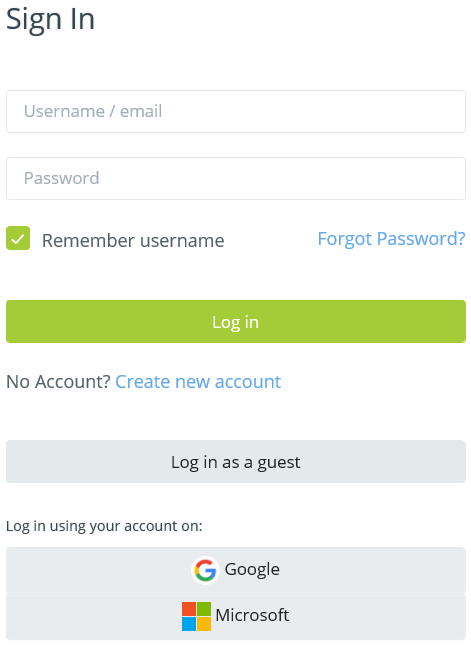 Sign In
Username / email
Password
Remember username
Forgot Password?
Log in
No Account? Create new account
Log in as a guest
Log in using your account on:
Google
Microsoft